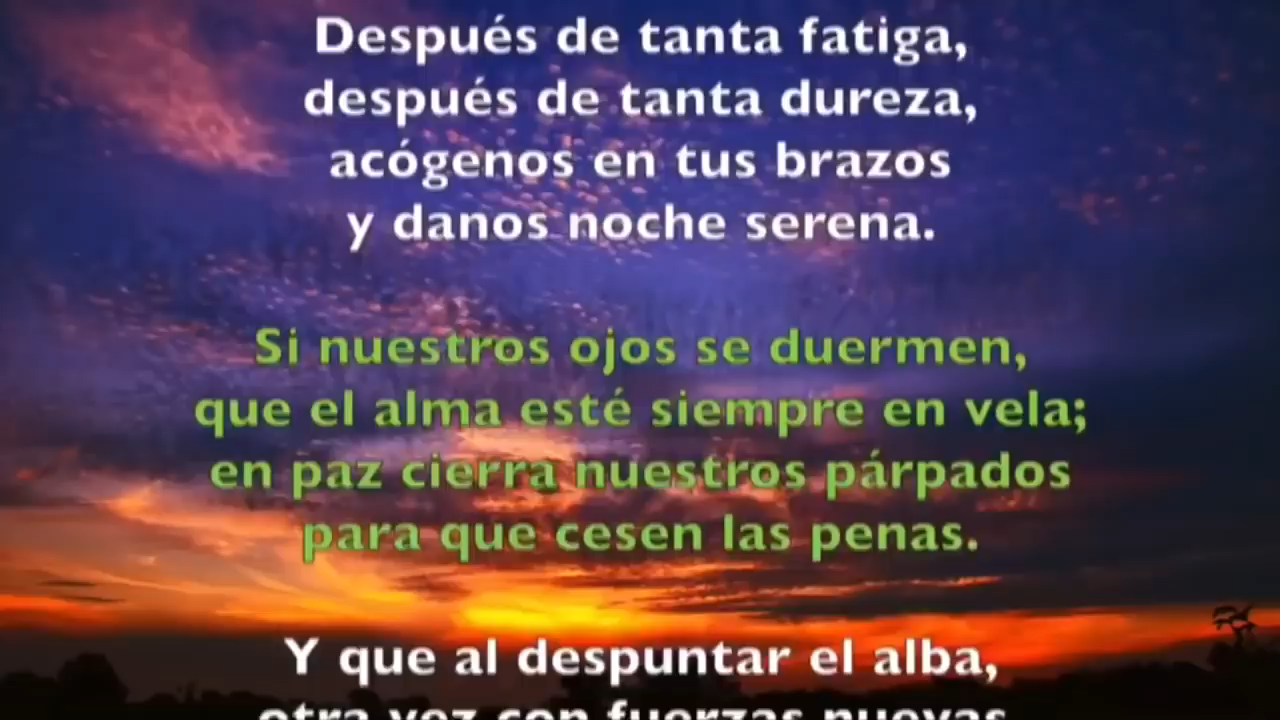 Después de tanta fatiga,
después de tanta dureza,
acógenos en tus brazos
y danos noche serena.
Si nuestros ojos se duermen,
que el alma esté siempre en vela;
en paz cierra nuestros párpados
para que cesen las penas.
Y que al despuntar el alba,
otra vez con fuerzas nuevas,